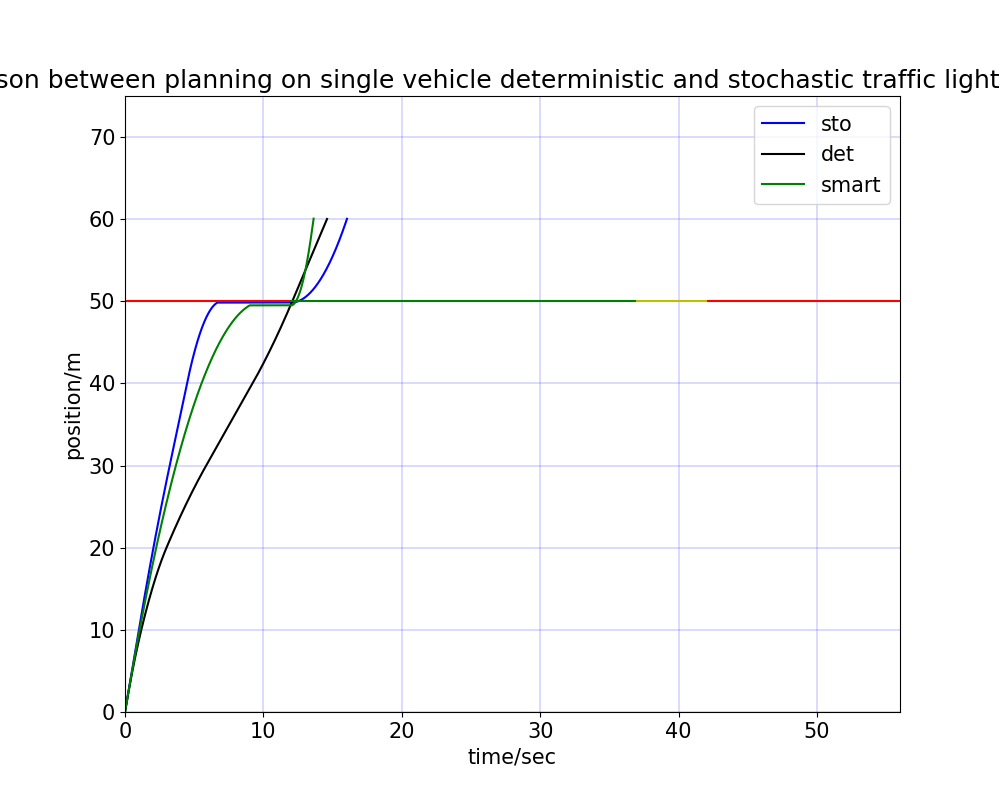 son between planning on single vehicle deterministic and stochastic traffic light
sto
det
smart
70
60
50
40
30
20
10
0
position/m
0 10 20 30 40 50
time/sec